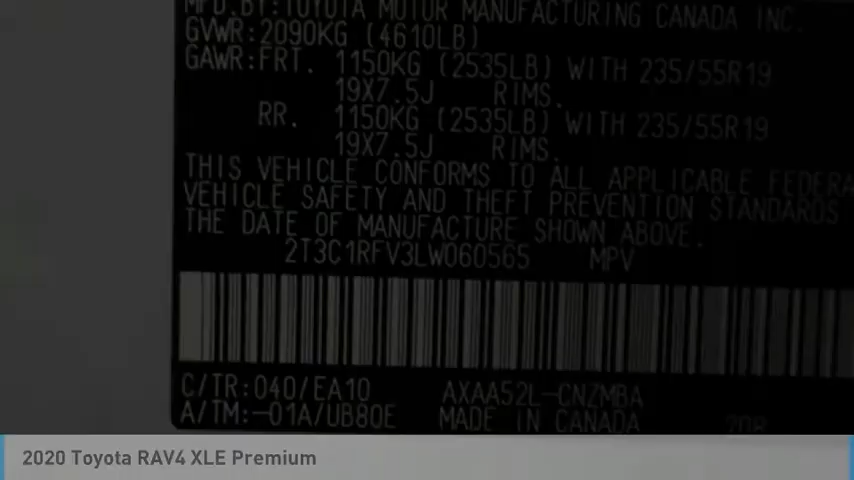 MFD.BY:TOYOTA MOTOR MANUFACTURING CANADA INC.
GVWR:2090KG (4610LB)
GAWR:FRT. 1150KG (2535LB) WITH 235/55R19
19X7.5J RIMS.
RR. 1150KG (2535LB) WITH 235/55R19
19X7.5J RIMS.
THIS VEHICLE CONFORMS TO ALL APPLICABLE FEDERA
VEHICLE SAFETY AND THEFT PREVENTION STANDARDS
THE DATE OF MANUFACTURE SHOWN ABOVE.
2T3C1RFV3LW060565 MPV
C/TR:040/EA10 AXAA52L-CNZMBA
A/TM:-01A/UB80E MADE IN CANADA
2020 Toyota RAV4 XLE Premium